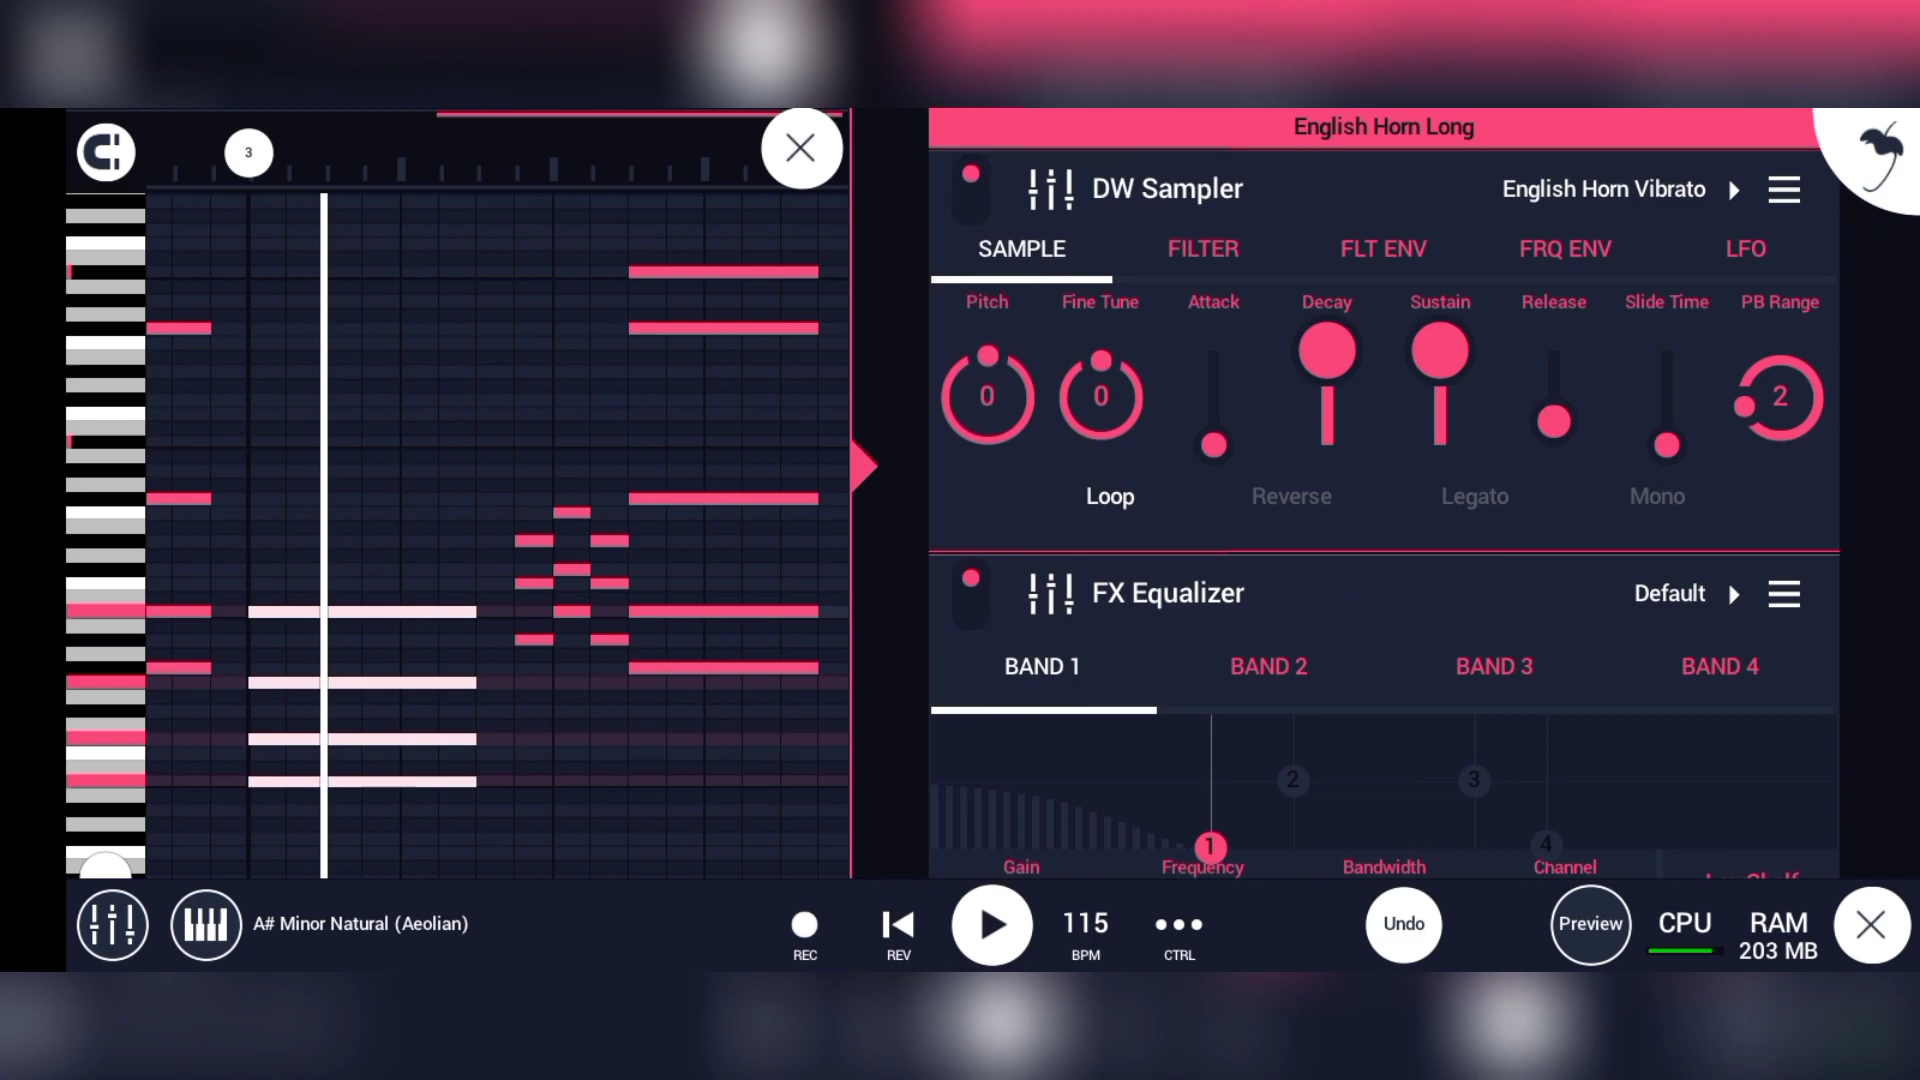 English Horn Long
3
DW Sampler
English Horn Vibrato
SAMPLE
FILTER
FLT ENV
FRQ ENV
LFO
Pitch
Fine Tune
Attack
Decay
Sustain
Release
Slide Time
PB Range
0
0
2
Loop
Reverse
Legato
Mono
FX Equalizer
Default
BAND 1
BAND 2
BAND 3
BAND 4
2
3
1
4
Gain
Frequency
Bandwidth
Channel
A# Minor Natural (Aeolian)
REC
REV
115
BPM
CTRL
Undo
Preview
CPU
RAM
203 MB